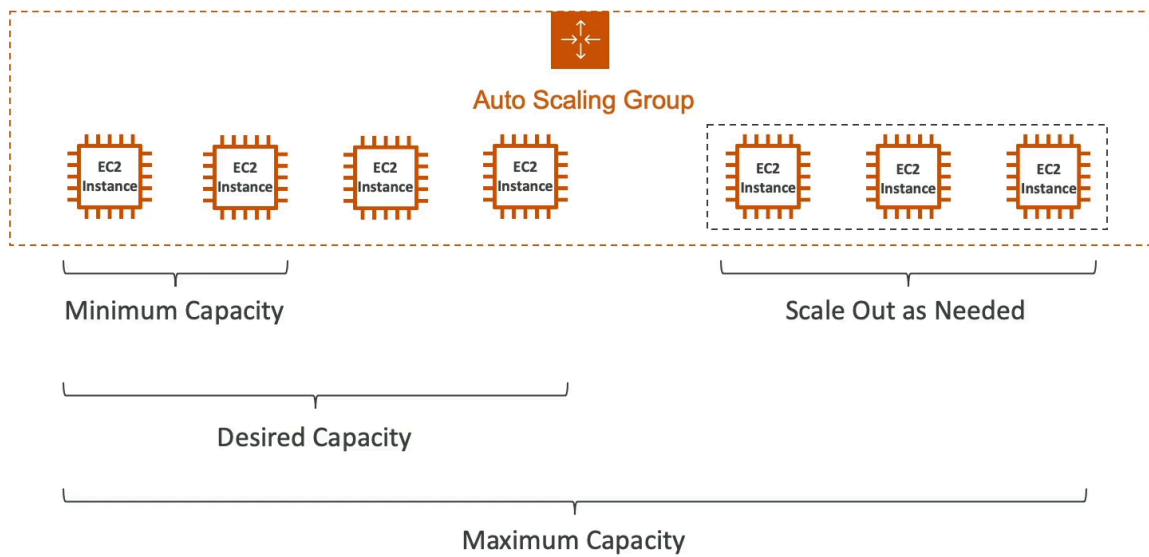 Auto Scaling Group
EC2
Instance
EC2
Instance
EC2
Instance
EC2
Instance
EC2
Instance
EC2
Instance
EC2
Instance
Minimum Capacity
Scale Out as Needed
Desired Capacity
Maximum Capacity